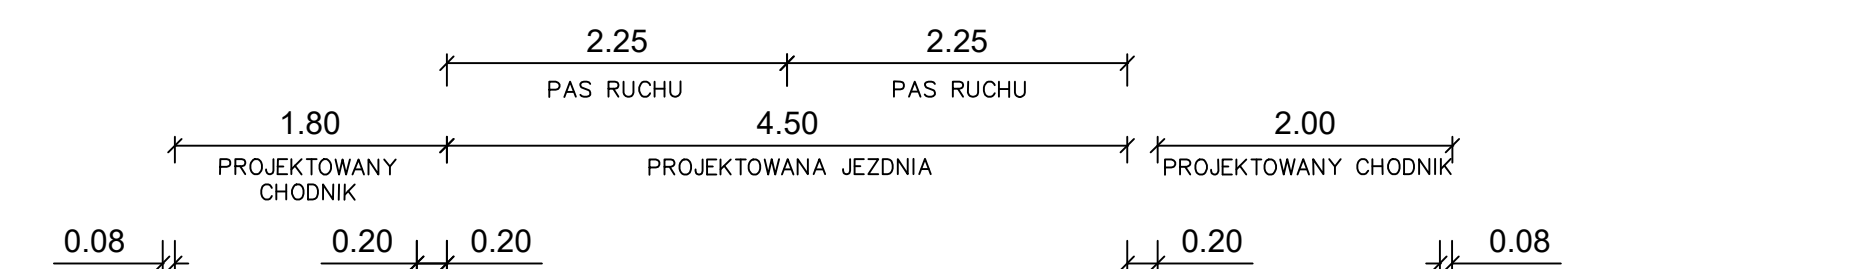 2.25 2.25
PAS RUCHU PAS RUCHU
1.80 4.50 2.00
PROJEKTOWANY CHODNIK PROJEKTOWANA JEZDNIA PROJEKTOWANY CHODNIK
0.08 0.20 0.20 0.20 0.08